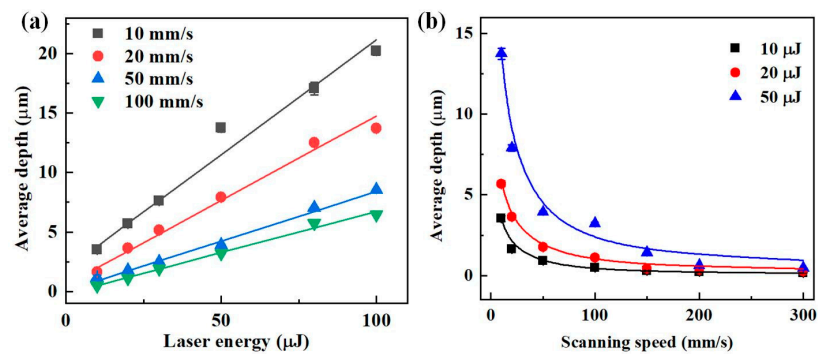 (a)
Average depth (μm)
20
15
10
5
0
10 mm/s
20 mm/s
50 mm/s
100 mm/s
0
50
100
Laser energy (μJ)
(b)
Average depth (μm)
15
10
5
0
10 μJ
20 μJ
50 μJ
0
100
200
300
Scanning speed (mm/s)